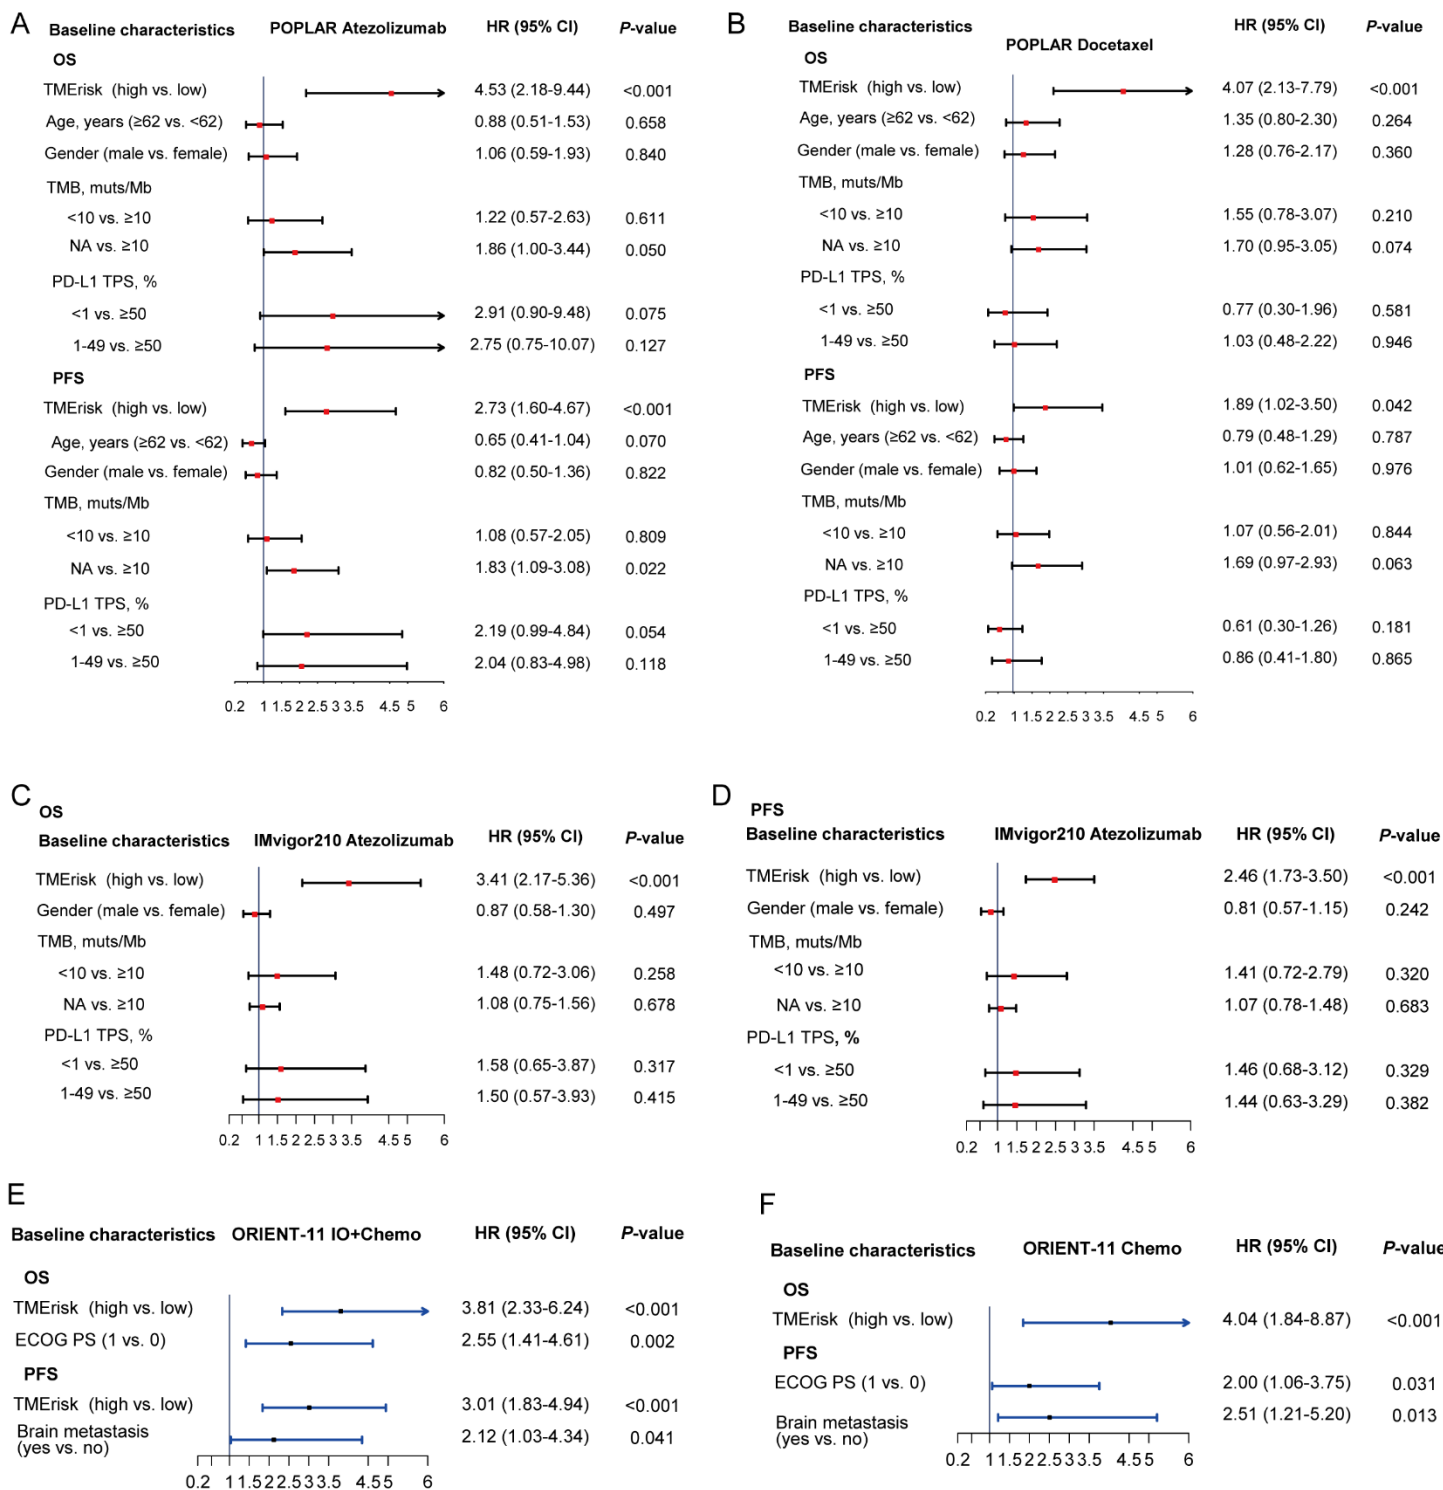 A
Baseline characteristics POPLAR Atezolizumab HR (95% CI) P-value
OS
TMErisk (high vs. low) 4.53 (2.18-9.44) <0.001
Age, years (≥62 vs. <62) 0.88 (0.51-1.53) 0.658
Gender (male vs. female) 1.06 (0.59-1.93) 0.840
TMB, muts/Mb
<10 vs. ≥10 1.22 (0.57-2.63) 0.611
NA vs. ≥10 1.86 (1.00-3.44) 0.050
PD-L1 TPS, %
<1 vs. ≥50 2.91 (0.90-9.48) 0.075
1-49 vs. ≥50 2.75 (0.75-10.07) 0.127
PFS
TMErisk (high vs. low) 2.73 (1.60-4.67) <0.001
Age, years (≥62 vs. <62) 0.65 (0.41-1.04) 0.070
Gender (male vs. female) 0.82 (0.50-1.36) 0.822
TMB, muts/Mb
<10 vs. ≥10 1.08 (0.57-2.05) 0.809
NA vs. ≥10 1.83 (1.09-3.08) 0.022
PD-L1 TPS, %
<1 vs. ≥50 2.19 (0.99-4.84) 0.054
1-49 vs. ≥50 2.04 (0.83-4.98) 0.118
0.2 1 1.5 2 2.5 3 3.5 4.5 5 6
B
Baseline characteristics POPLAR Docetaxel HR (95% CI) P-value
OS
TMErisk (high vs. low) 4.07 (2.13-7.79) <0.001
Age, years (≥62 vs. <62) 1.35 (0.80-2.30) 0.264
Gender (male vs. female) 1.28 (0.76-2.17) 0.360
TMB, muts/Mb
<10 vs. ≥10 1.55 (0.78-3.07) 0.210
NA vs. ≥10 1.70 (0.95-3.05) 0.074
PD-L1 TPS, %
<1 vs. ≥50 0.77 (0.30-1.96) 0.581
1-49 vs. ≥50 1.03 (0.48-2.22) 0.946
PFS
TMErisk (high vs. low) 1.89 (1.02-3.50) 0.042
Age, years (≥62 vs. <62) 0.79 (0.48-1.29) 0.787
Gender (male vs. female) 1.01 (0.62-1.65) 0.976
TMB, muts/Mb
<10 vs. ≥10 1.07 (0.56-2.01) 0.844
NA vs. ≥10 1.69 (0.97-2.93) 0.063
PD-L1 TPS, %
<1 vs. ≥50 0.61 (0.30-1.26) 0.181
1-49 vs. ≥50 0.86 (0.41-1.80) 0.865
0.2 1 1.5 2 2.5 3 3.5 4.5 5 6
C
OS
Baseline characteristics IMvigor210 Atezolizumab HR (95% CI) P-value
TMErisk (high vs. low) 3.41 (2.17-5.36) <0.001
Gender (male vs. female) 0.87 (0.58-1.30) 0.497
TMB, muts/Mb
<10 vs. ≥10 1.48 (0.72-3.06) 0.258
NA vs. ≥10 1.08 (0.75-1.56) 0.678
PD-L1 TPS, %
<1 vs. ≥50 1.58 (0.65-3.87) 0.317
1-49 vs. ≥50 1.50 (0.57-3.93) 0.415
0.2 1 1.5 2 2.5 3 3.5 4.5 5 6
D
PFS
Baseline characteristics IMvigor210 Atezolizumab HR (95% CI) P-value
TMErisk (high vs. low) 2.46 (1.73-3.50) <0.001
Gender (male vs. female) 0.81 (0.57-1.15) 0.242
TMB, muts/Mb
<10 vs. ≥10 1.41 (0.72-2.79) 0.320
NA vs. ≥10 1.07 (0.78-1.48) 0.683
PD-L1 TPS, %
<1 vs. ≥50 1.46 (0.68-3.12) 0.329
1-49 vs. ≥50 1.44 (0.63-3.29) 0.382
0.2 1 1.5 2 2.5 3 3.5 4.5 5 6
E
Baseline characteristics ORIENT-11 IO+Chemo HR (95% CI) P-value
OS
TMErisk (high vs. low) 3.81 (2.33-6.24) <0.001
ECOG PS (1 vs. 0) 2.55 (1.41-4.61) 0.002
PFS
TMErisk (high vs. low) 3.01 (1.83-4.94) <0.001
Brain metastasis 2.12 (1.03-4.34) 0.041
(yes vs. no)
0.2 1 1.5 2 2.5 3 3.5 4.5 5 6
F
Baseline characteristics ORIENT-11 Chemo HR (95% CI) P-value
OS
TMErisk (high vs. low) 4.04 (1.84-8.87) <0.001
PFS
ECOG PS (1 vs. 0) 2.00 (1.06-3.75) 0.031
Brain metastasis 2.51 (1.21-5.20) 0.013
(yes vs. no)
0.2 1 1.5 2 2.5 3 3.5 4.5 5 6